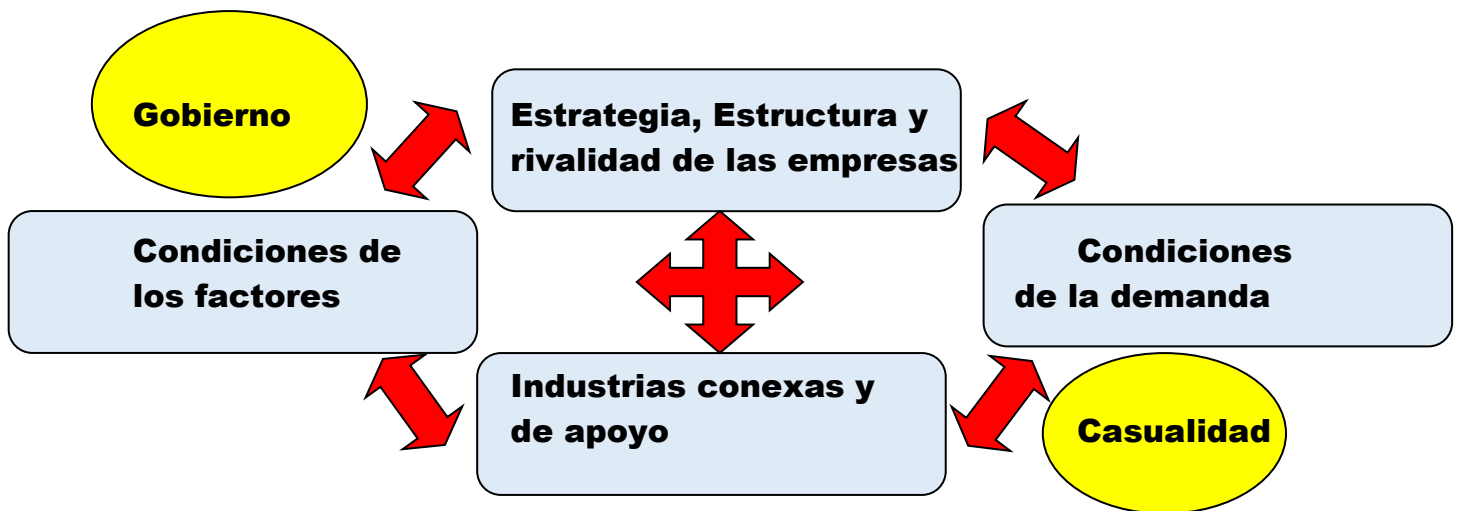 Gobierno
Estrategia, Estructura y
rivalidad de las empresas
Condiciones de
los factores
Condiciones
de la demanda
Industrias conexas y
de apoyo
Casualidad